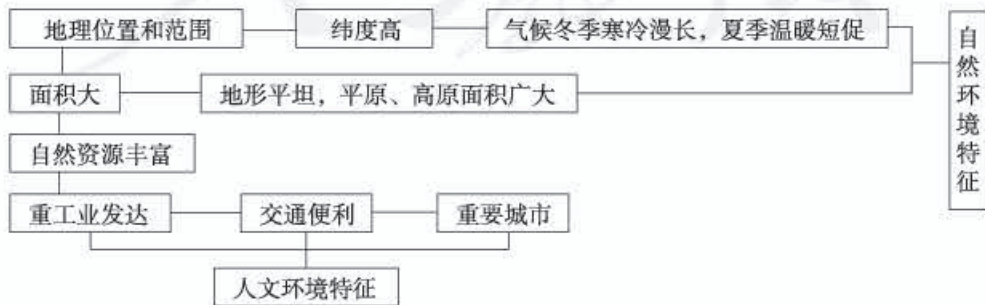 地理位置和范围
纬度高
气候冬季寒冷漫长，夏季温暖短促
自然环境特征
面积大
地形平坦，平原、高原面积广大
自然资源丰富
重工业发达
交通便利
重要城市
人文环境特征